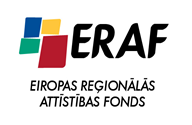 ERAF
EIROPAS REĢIONĀLĀS
ATTĪSTĪBAS FONDS